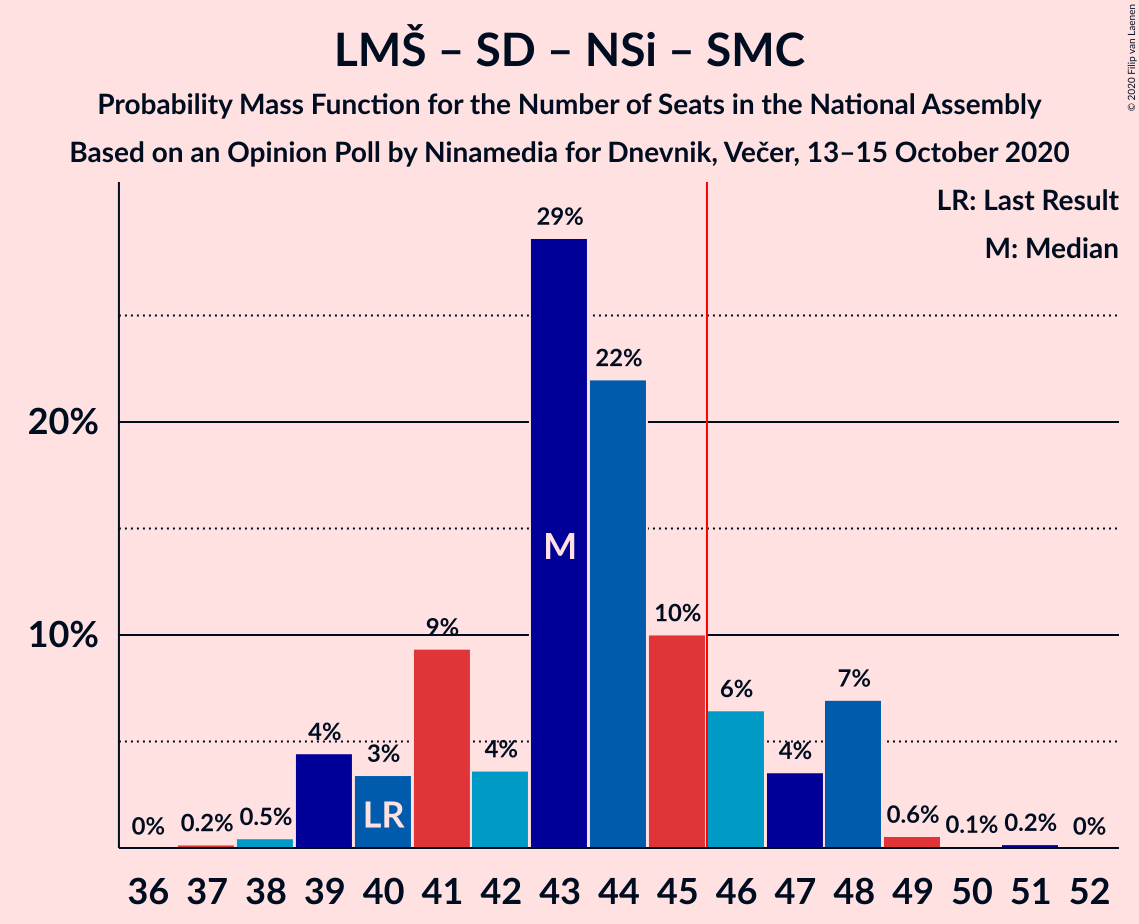 LMŠ – SD – NSi – SMC
Probability Mass Function for the Number of Seats in the National Assembly
Based on an Opinion Poll by Ninamedia for Dnevnik, Večer, 13–15 October 2020
© 2020 Filip van Laenen
LR: Last Result
M: Median
29%
22%
20%
M
10%
10%
9%
7%
6%
4%
3%
4%
4%
LR
0%
0.2%
0.5%
0.6%
0.1%
0.2%
0%
36 37 38 39 40 41 42 43 44 45 46 47 48 49 50 51 52